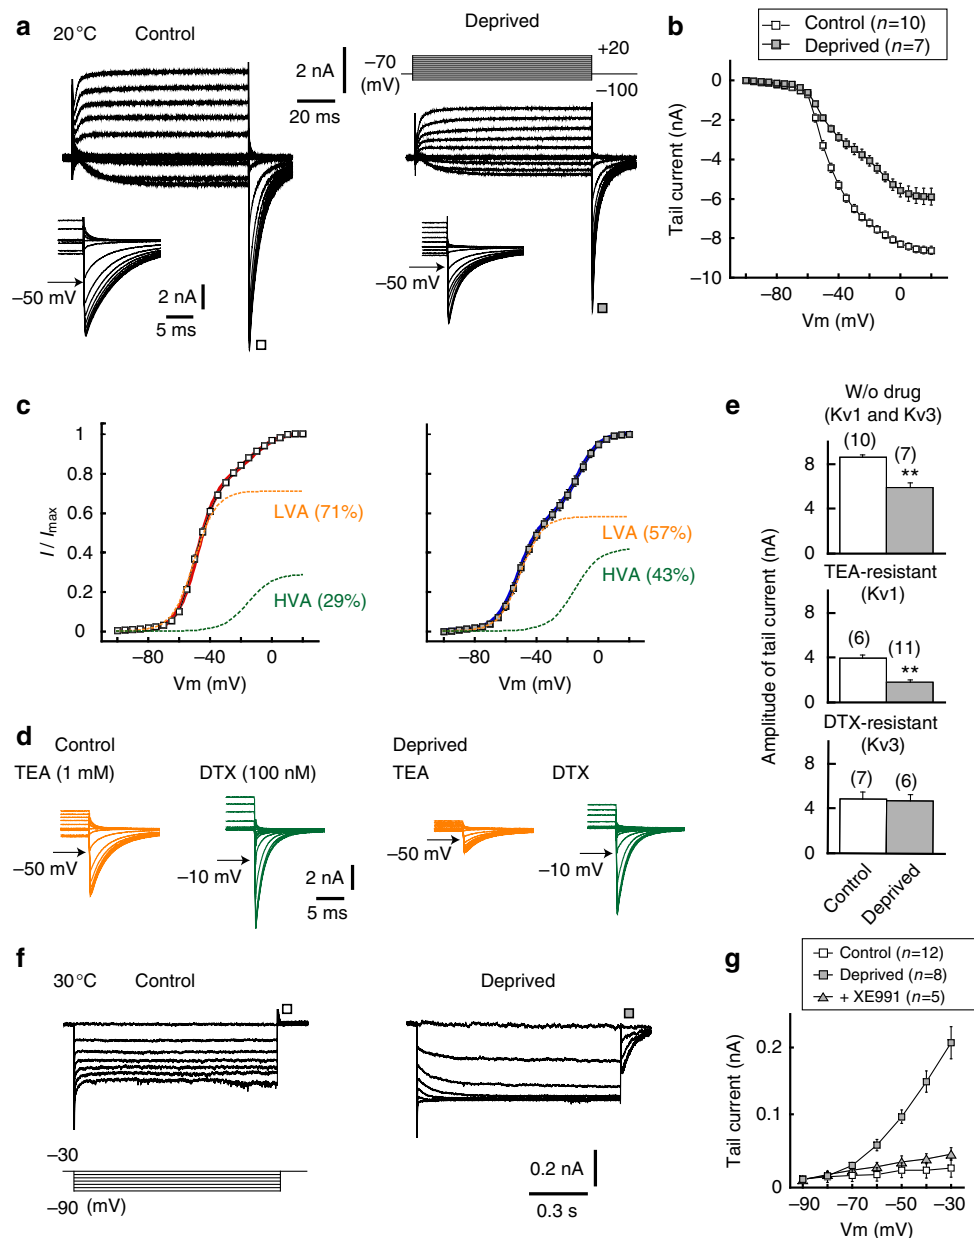 a
20°C Control
2 nA
20 ms
−50 mV
2 nA
5 ms
Deprived
−70
(mV)
+20
−100
−50 mV
b
Control (n=10)
Deprived (n=7)
Tail current (nA)
0
−2
−4
−6
−8
−10
−80 −40 0
Vm (mV)
c
I / Imax
1
0.8
0.6
0.4
0.2
0
LVA (71%)
HVA (29%)
−80 −40 0
Vm (mV)
LVA (57%)
HVA (43%)
−80 −40 0
Vm (mV)
d
Control
TEA (1 mM) DTX (100 nM)
−50 mV
−10 mV
2 nA
5 ms
Deprived
TEA DTX
−50 mV
−10 mV
e
Amplitude of tail current (nA)
W/o drug
(Kv1 and Kv3)
(10) (7)
**
8
4
0
TEA-resistant
(Kv1)
(6) (11)
**
8
4
0
DTX-resistant
(Kv3)
(7) (6)
8
4
0
Control Deprived
f
30°C Control
−30
−90 (mV)
Deprived
0.2 nA
0.3 s
g
Control (n=12)
Deprived (n=8)
+ XE991 (n=5)
Tail current (nA)
0.2
0.1
0
−90 −70 −50 −30
Vm (mV)